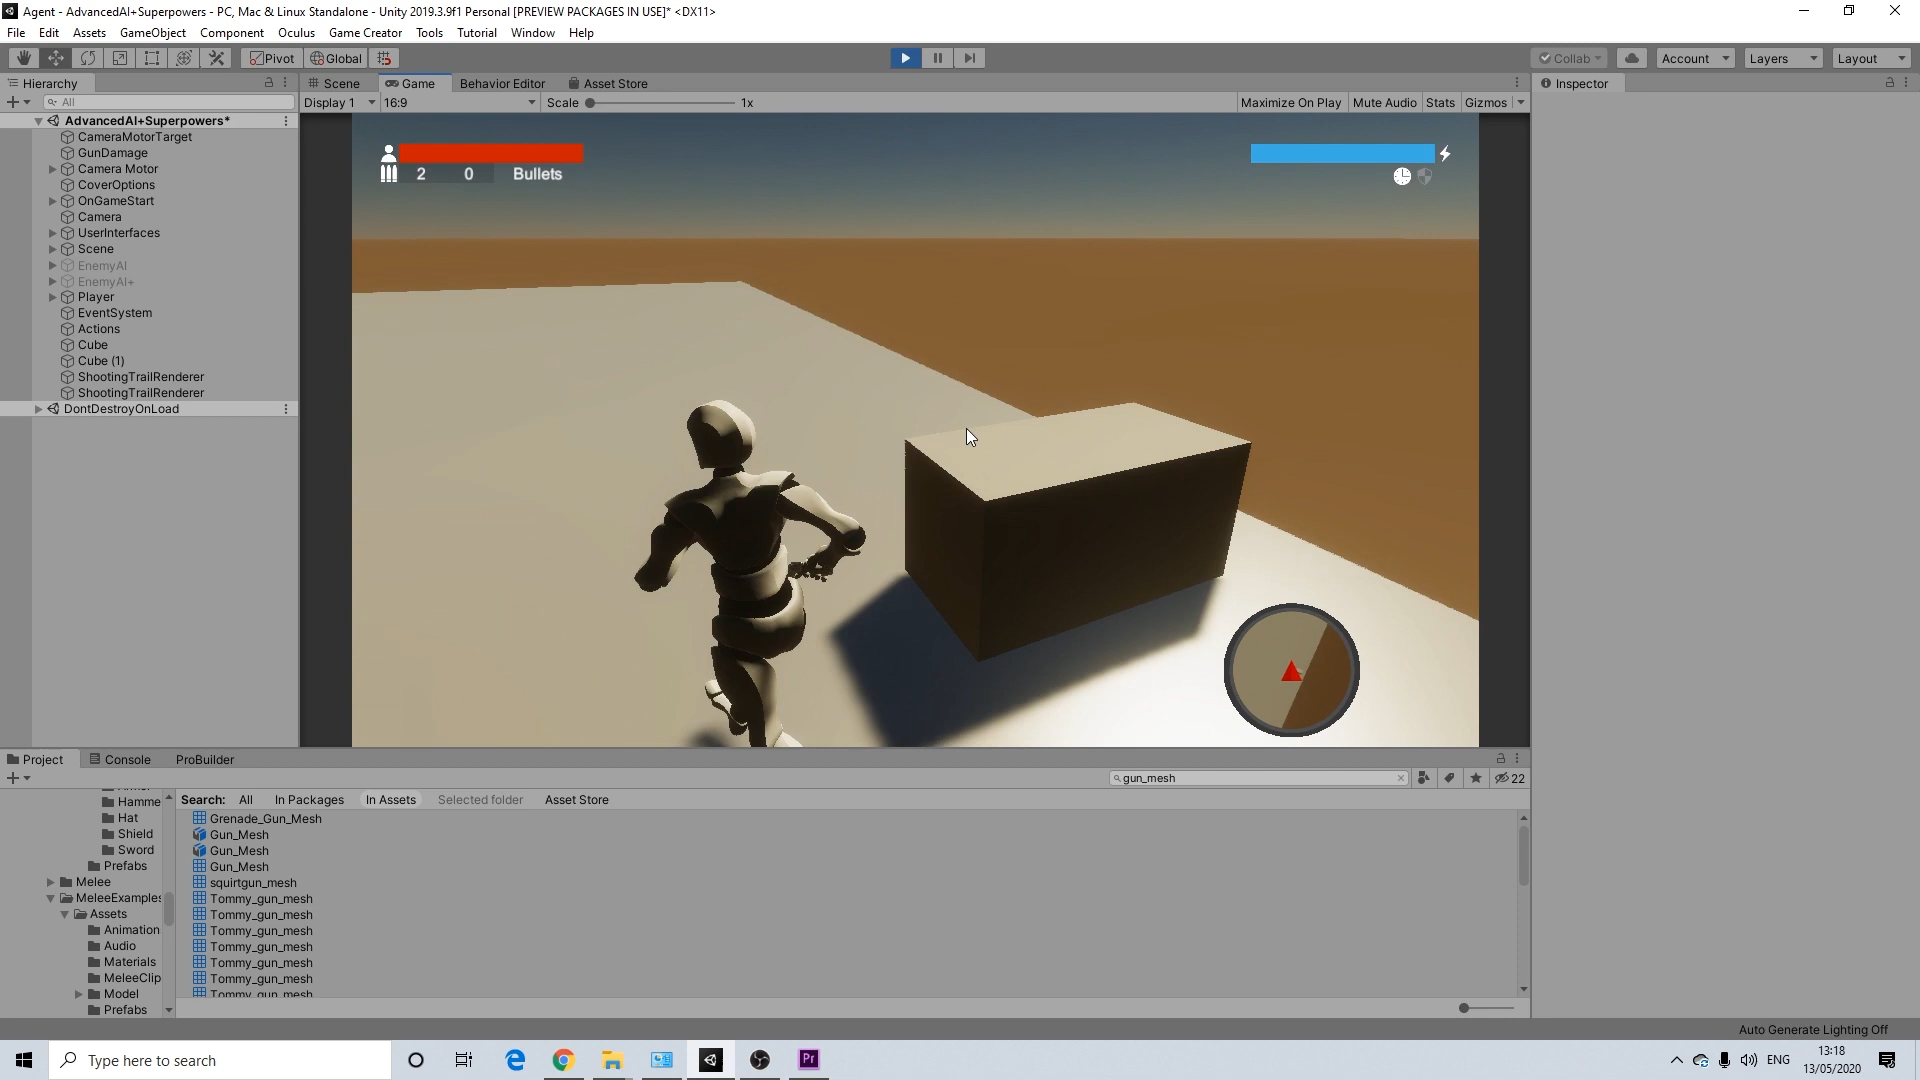 Agent - AdvancedAI+Superpowers - PC, Mac & Linux Standalone - Unity 2019.3.9f1 Personal [PREVIEW PACKAGES IN USE]* <DX11>
File Edit Assets GameObject Component Oculus Game Creator Tools Tutorial Window Help
Pivot Global Collab Account Layers Layout
Hierarchy Scene Game Behavior Editor Asset Store Inspector
All Display 1 16:9 Scale 1x Maximize On Play Mute Audio Stats Gizmos
AdvancedAI+Superpowers*
CameraMotorTarget
GunDamage
Camera Motor
CoverOptions
OnGameStart
Camera
UserInterfaces
Scene
EnemyAI
EnemyAI+
Player
EventSystem
Actions
Cube
Cube (1)
ShootingTrailRenderer
ShootingTrailRenderer
DontDestroyOnLoad
2 0 Bullets
Project Console ProBuilder
gun_mesh 22
Search: All In Packages In Assets Selected folder Asset Store
Hamme
Hat
Shield
Sword
Prefabs
Melee
MeleeExamples
Assets
Animation
Audio
Materials
MeleeClip
Model
Prefabs
Grenade_Gun_Mesh
Gun_Mesh
Gun_Mesh
Gun_Mesh
squirtgun_mesh
Tommy_gun_mesh
Tommy_gun_mesh
Tommy_gun_mesh
Tommy_gun_mesh
Tommy_gun_mesh
Tommy_gun_mesh
Tommy_gun_mesh
Auto Generate Lighting Off
Type here to search
Pr
ENG
13:18
13/05/2020